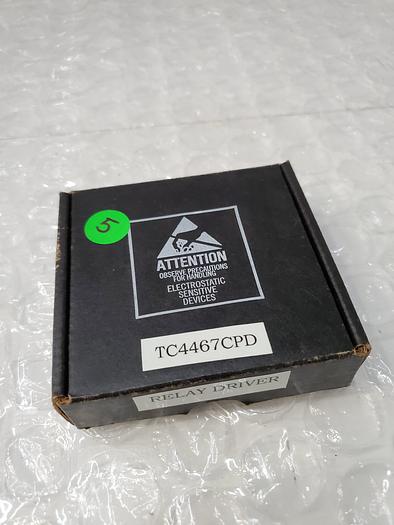 5
ATTENTION
OBSERVE PRECAUTIONS
FOR HANDLING
ELECTROSTATIC
SENSITIVE
DEVICES
TC4467CPD
RELAY DRIVER